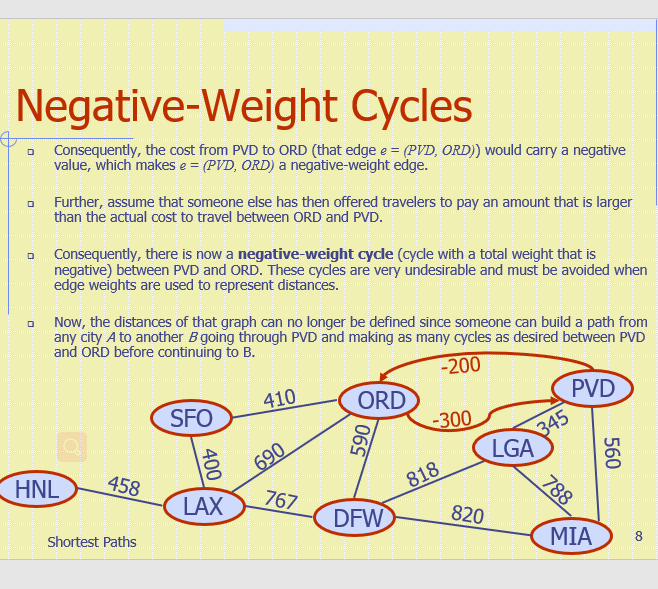 Negative-Weight Cycles
Consequently, the cost from PVD to ORD (that edge e = (PVD, ORD)) would carry a negative
value, which makes e = (PVD, ORD) a negative-weight edge.
Further, assume that someone else has then offered travelers to pay an amount that is larger
than the actual cost to travel between ORD and PVD.
Consequently, there is now a negative-weight cycle (cycle with a total weight that is
negative) between PVD and ORD. These cycles are very undesirable and must be avoided when
edge weights are used to represent distances.
Now, the distances of that graph can no longer be defined since someone can build a path from
any city A to another B going through PVD and making as many cycles as desired between PVD
and ORD before continuing to B.
-200
410
ORD
PVD
SFO
-300
345
590
LGA
560
400
690
818
HNL
458
788
LAX
767
DFW
820
MIA
Shortest Paths
8